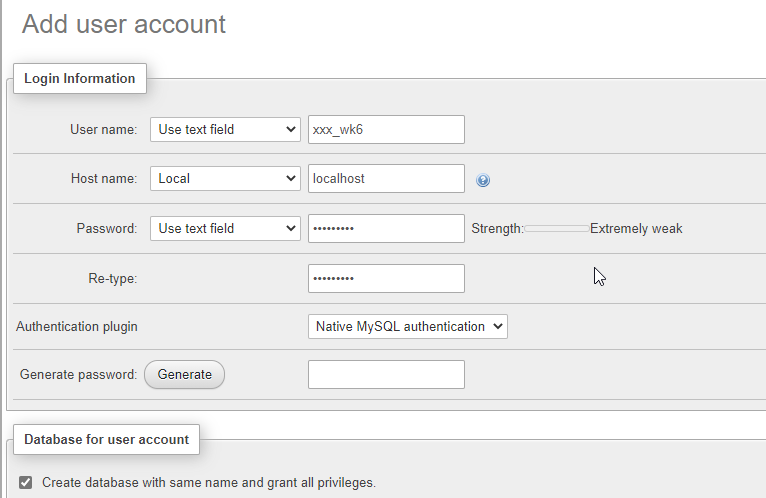 Add user account
Login Information
User name: Use text field xxx_wk6
Host name: Local localhost
Password: Use text field ••••••••• Strength: Extremely weak
Re-type: •••••••••
Authentication plugin Native MySQL authentication
Generate password: Generate
Database for user account
Create database with same name and grant all privileges.